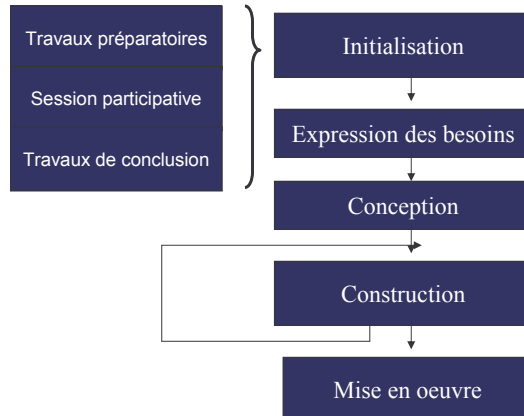 Travaux préparatoires
Session participative
Travaux de conclusion
Initialisation
Expression des besoins
Conception
Construction
Mise en oeuvre